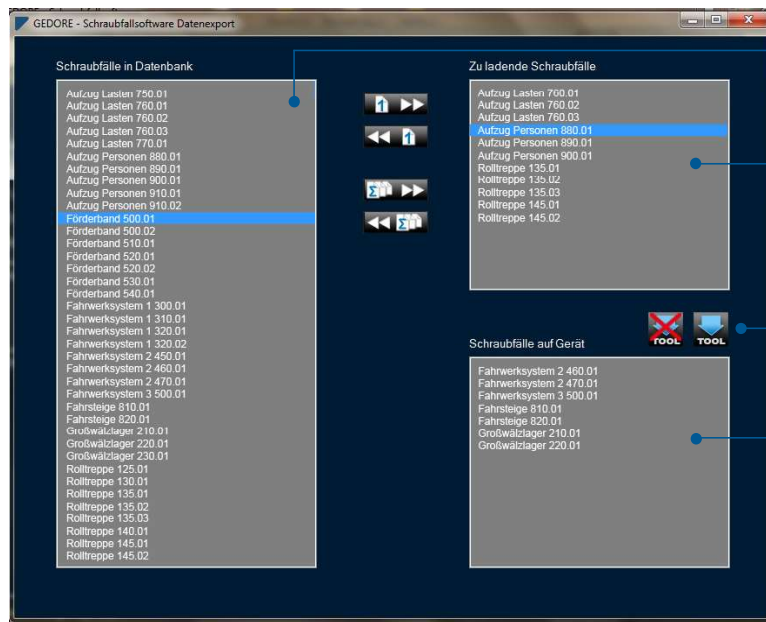 GEDORE - Schraubfallsoftware Datenexport
Schraubfälle in Datenbank
Aufzug Lasten 750.01
Aufzug Lasten 760.01
Aufzug Lasten 760.02
Aufzug Lasten 760.03
Aufzug Lasten 770.01
Aufzug Personen 880.01
Aufzug Personen 890.01
Aufzug Personen 900.01
Aufzug Personen 910.01
Aufzug Personen 910.02
Förderband 500.01
Förderband 500.02
Förderband 510.01
Förderband 520.01
Förderband 520.02
Förderband 530.01
Förderband 540.01
Fahrwerksystem 1 300.01
Fahrwerksystem 1 310.01
Fahrwerksystem 1 320.01
Fahrwerksystem 1 320.02
Fahrwerksystem 2 450.01
Fahrwerksystem 2 460.01
Fahrwerksystem 2 470.01
Fahrwerksystem 3 500.01
Fahrsteige 810.01
Fahrsteige 820.01
Großwälzlager 210.01
Großwälzlager 220.01
Großwälzlager 230.01
Rolltreppe 125.01
Rolltreppe 130.01
Rolltreppe 135.01
Rolltreppe 135.02
Rolltreppe 135.03
Rolltreppe 140.01
Rolltreppe 145.01
Rolltreppe 145.02
1
1
Σ
Σ
Zu ladende Schraubfälle
Aufzug Lasten 760.01
Aufzug Lasten 760.02
Aufzug Lasten 760.03
Aufzug Personen 880.01
Aufzug Personen 890.01
Aufzug Personen 900.01
Rolltreppe 135.01
Rolltreppe 135.02
Rolltreppe 135.03
Rolltreppe 145.01
Rolltreppe 145.02
TOOL
TOOL
Schraubfälle auf Gerät
Fahrwerksystem 2 460.01
Fahrwerksystem 2 470.01
Fahrwerksystem 3 500.01
Fahrsteige 810.01
Fahrsteige 820.01
Großwälzlager 210.01
Großwälzlager 220.01